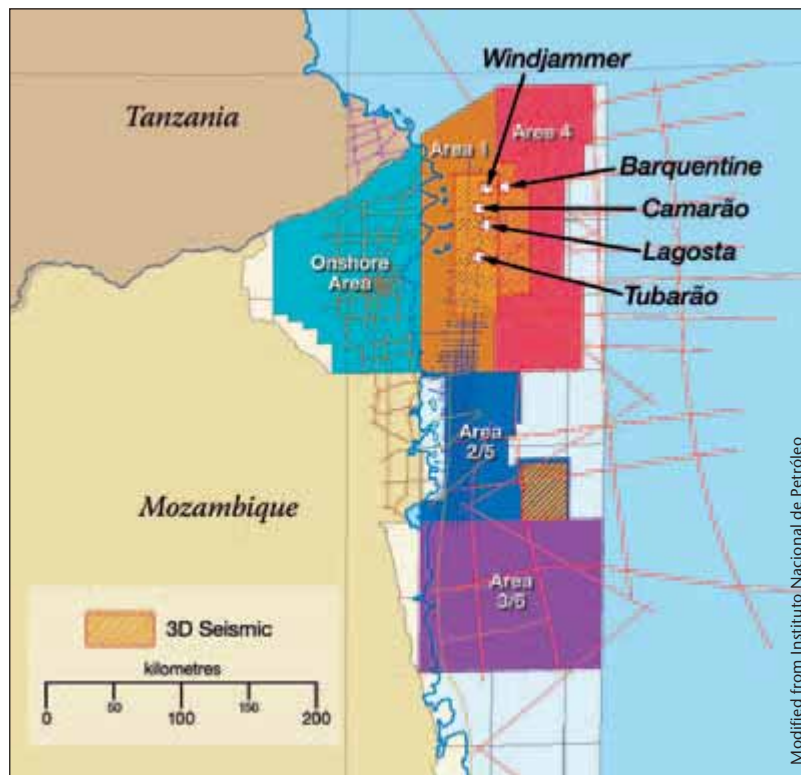 Windjammer
Tanzania
Area 1
Area 4
Barquentine
Camarão
Lagosta
Onshore
Area
Tubarão
Area
2/5
Mozambique
Area
3/6
3D Seismic
kilometres
0
50
100
150
200
Modified from Instituto Nacional de Petróleo